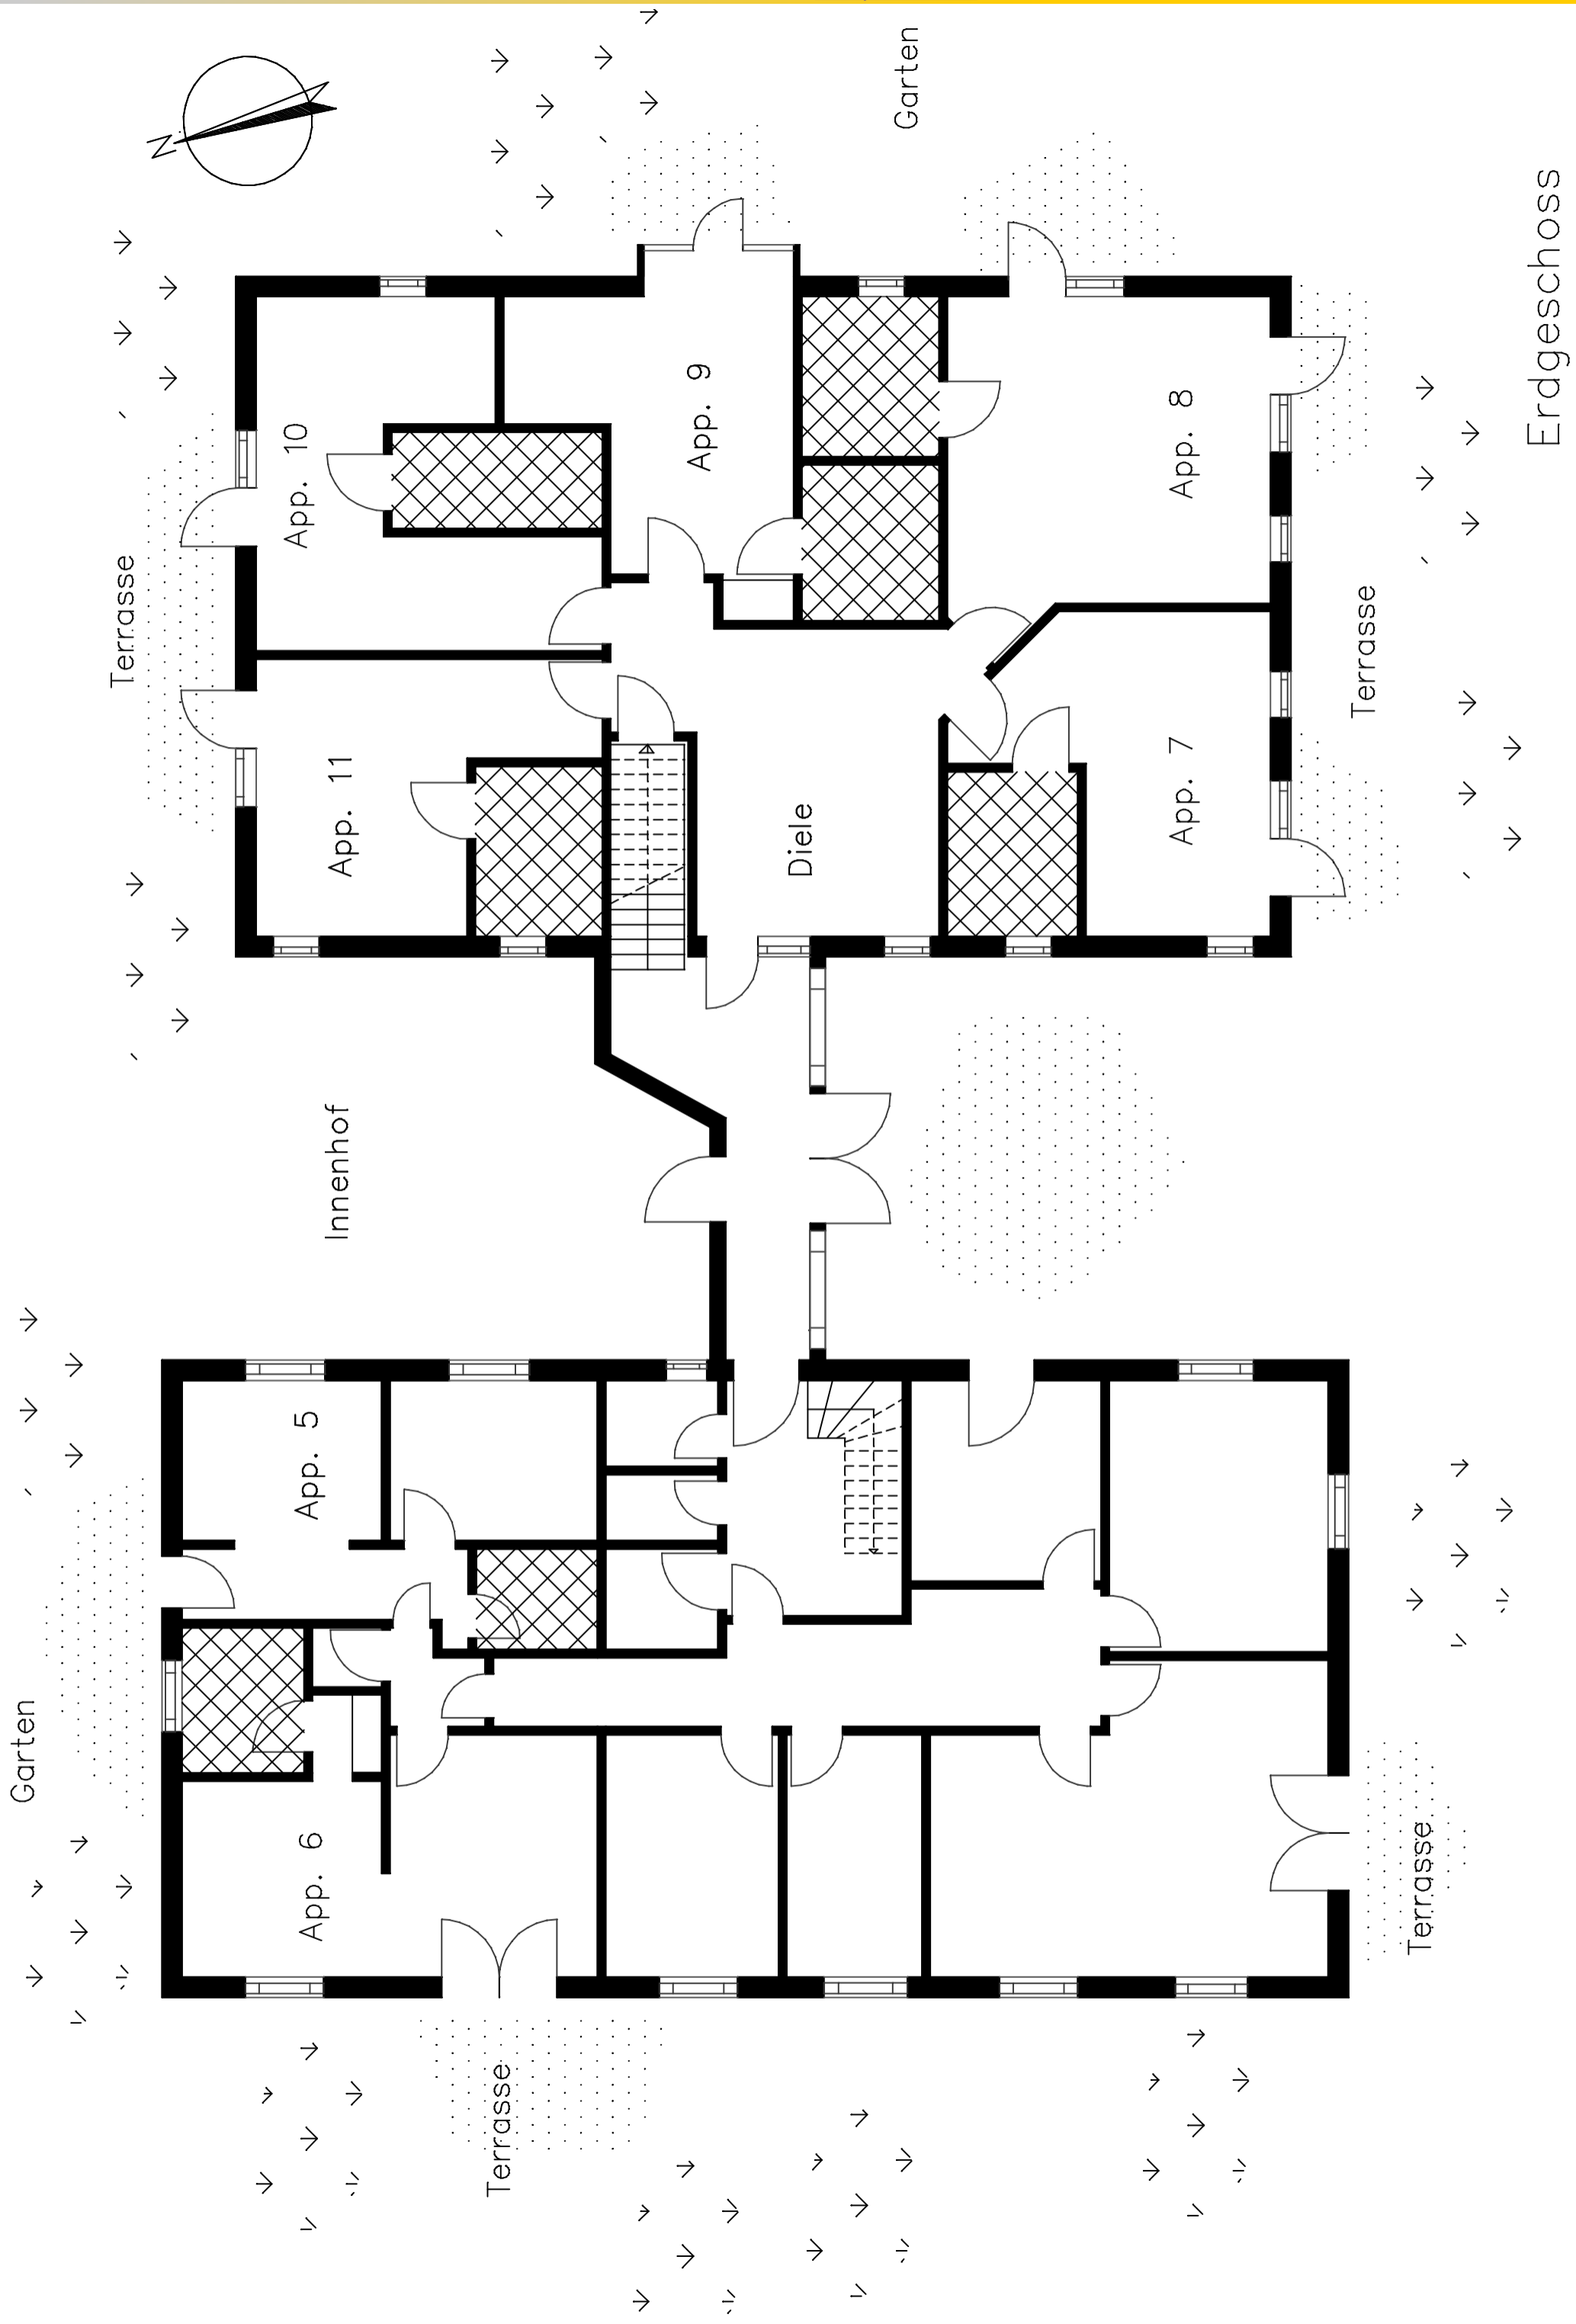 N
Garten
Terrasse
App. 10
App. 9
App. 8
Erdgeschoss
App. 11
Diele
App. 7
Terrasse
Innenhof
App. 5
Garten
App. 6
Terrasse
Terrasse